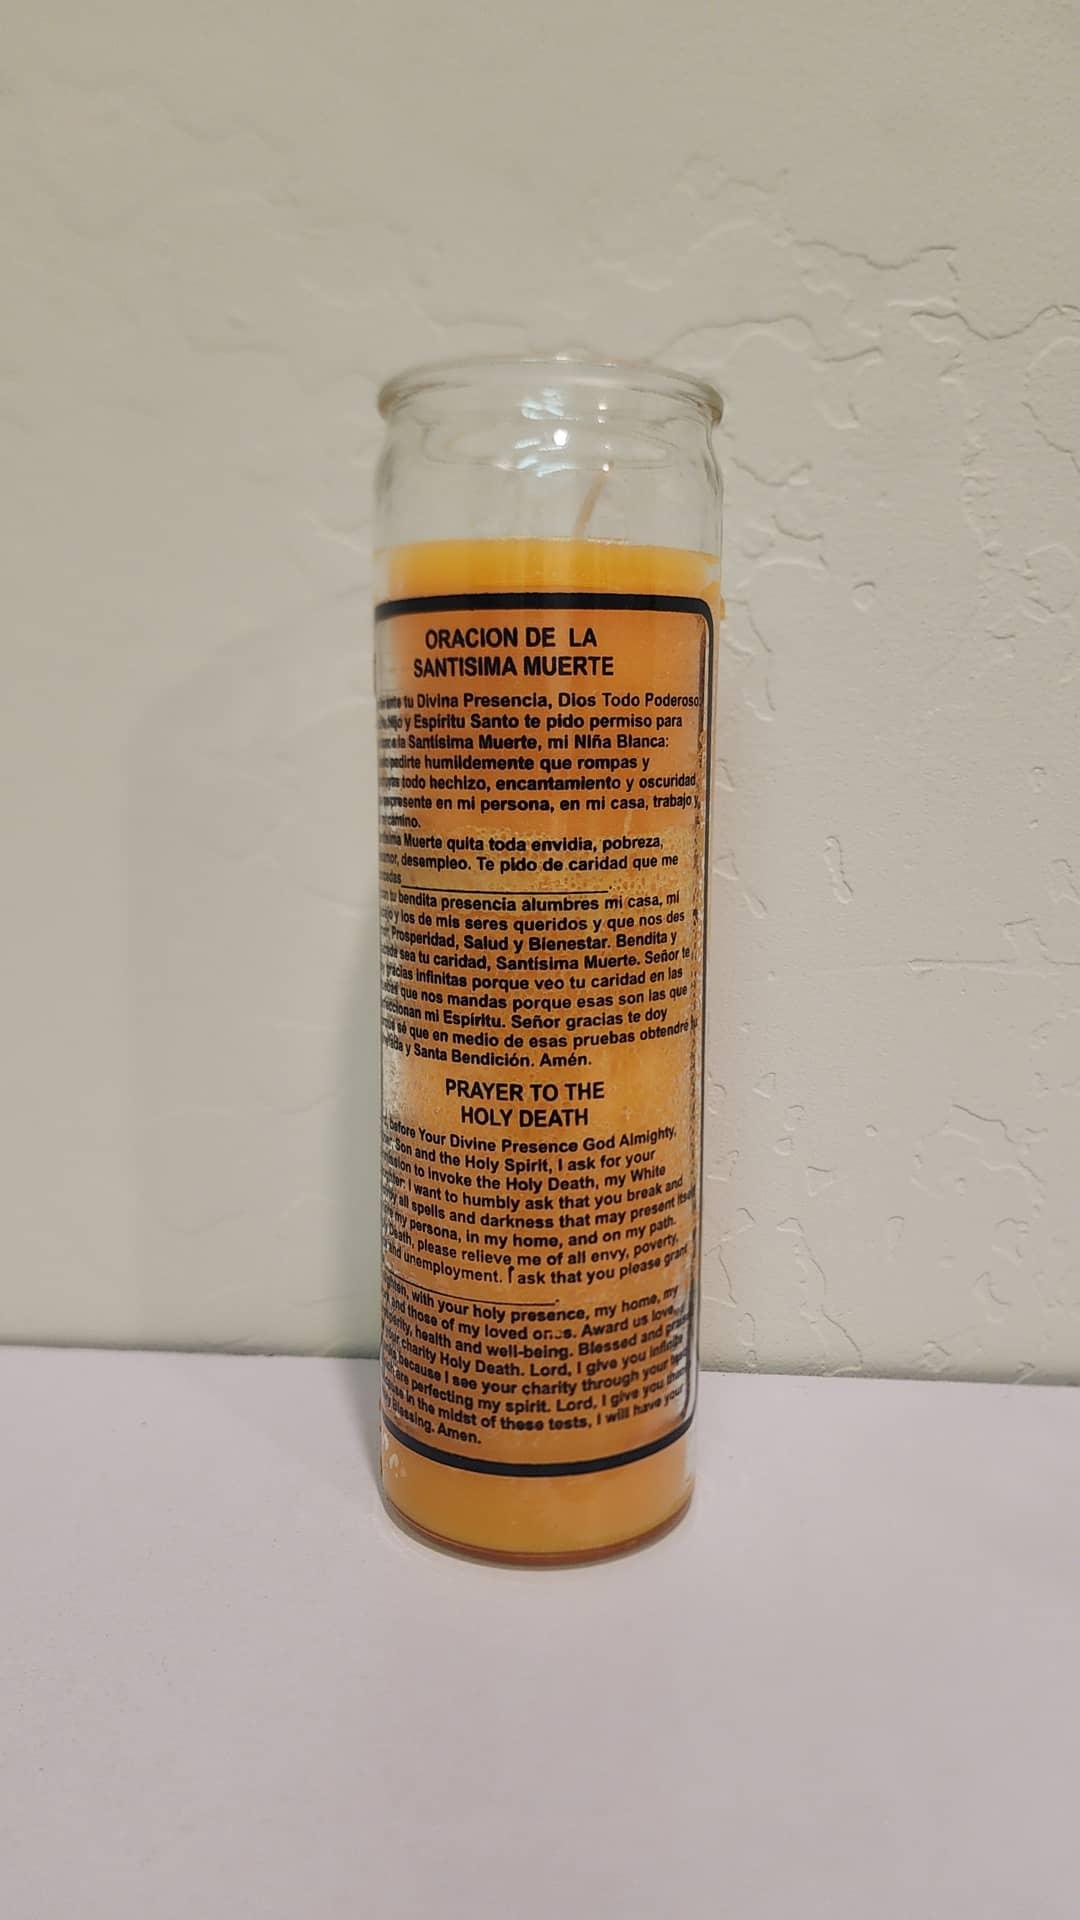 ORACION DE LA
SANTISIMA MUERTE
tu Divina Presencia, Dios Todo Poderoso
y Espíritu Santo te pido permiso para
la Santísima Muerte, mi Niña Blanca:
pedirte humildemente que rompas y
todo hechizo, encantamiento y oscuridad
presente en mi persona, en mi casa, trabajo y
camino.
Muerte quita toda envidia, pobreza,
desempleo. Te pido de caridad que me
tu bendita presencia alumbres mi casa, mi
y los de mis seres queridos y que nos des
Prosperidad, Salud y Bienestar. Bendita y
sea tu caridad, Santísima Muerte. Señor te
gracias infinitas porque veo tu caridad en las
que nos mandas porque esas son las que
mi Espíritu. Señor gracias te doy
sé que en medio de esas pruebas obtendré
y Santa Bendición. Amén.
PRAYER TO THE
HOLY DEATH
before Your Divine Presence God Almighty,
Son and the Holy Spirit, I ask for your
to invoke the Holy Death, my White
I want to humbly ask that you break and
all spells and darkness that may present itself
my persona, in my home, and on my path.
Death, please relieve me of all envy, poverty,
and unemployment. I ask that you please grant
with your holy presence, my home, my
and those of my loved ones. Award us love,
health and well-being. Blessed and praised
your charity Holy Death. Lord, I give you infinite
because I see your charity through your
are perfecting my spirit. Lord, I give you thanks
in the midst of these tests, I will have your
Blessing. Amen.